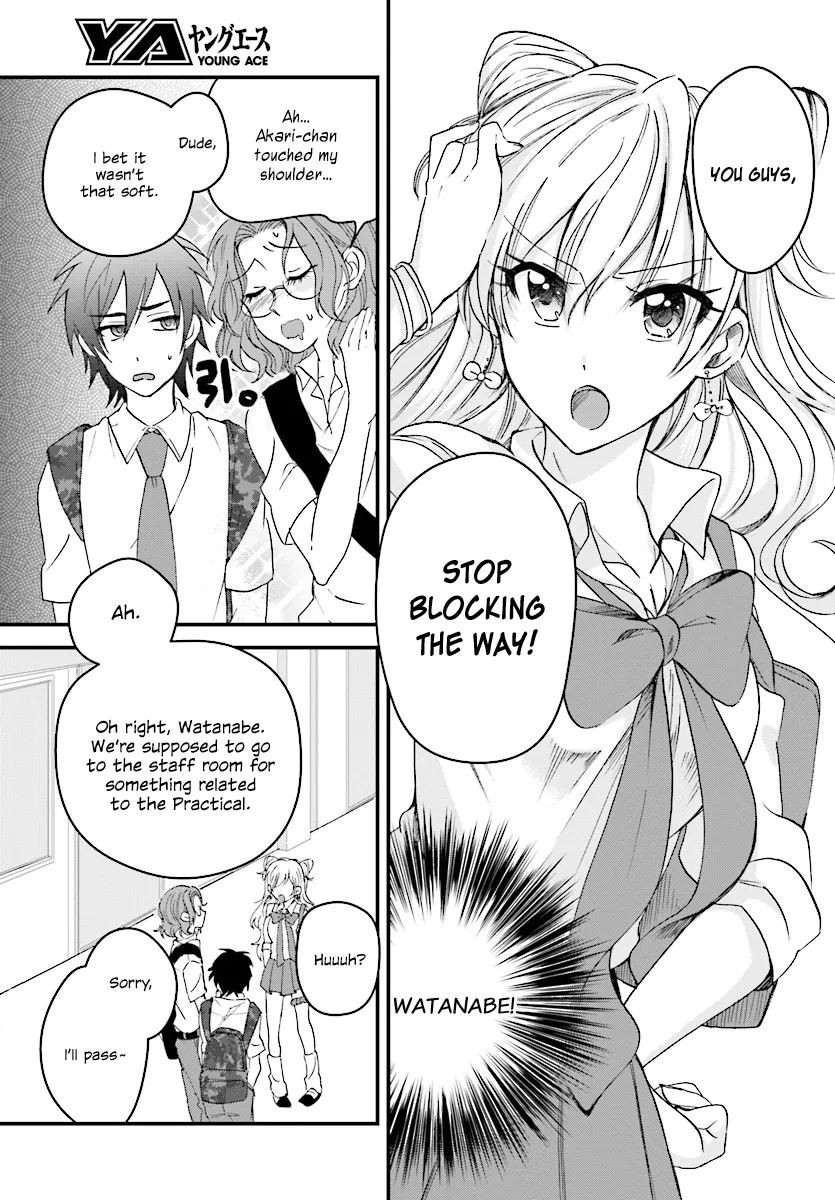 YA ヤングエース
YOUNG ACE
YOU GUYS,
STOP
BLOCKING
THE WAY!
WATANABE!
Ah...
Akari-chan
touched my
shoulder...
Dude,
I bet it
wasn't
that soft.
引。
Ah.
Oh right, Watanabe.
We're supposed to go
to the staff room for
something related
to the Practical.
Huuuh?
Sorry,
I'll pass~